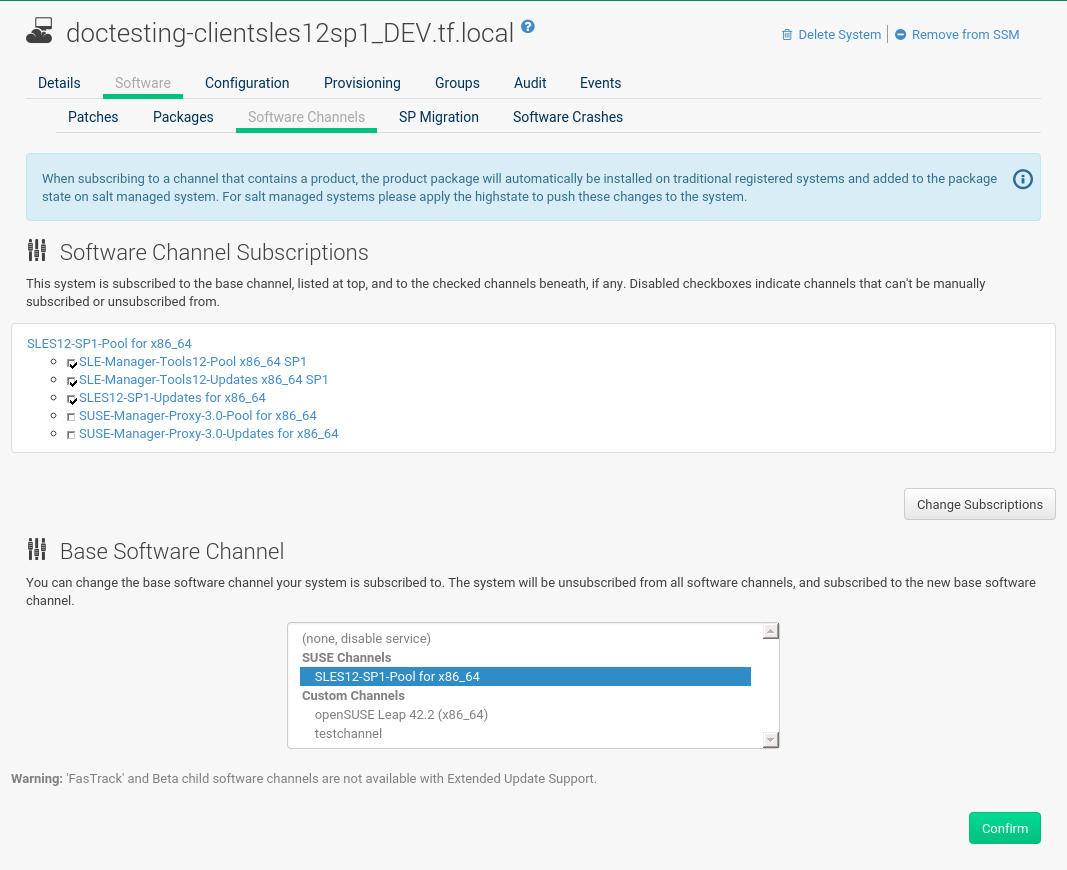 doctesting-clientsles12sp1_DEV.tf.local ?
Delete System | Remove from SSM
Details Software Configuration Provisioning Groups Audit Events
Patches Packages Software Channels SP Migration Software Crashes
When subscribing to a channel that contains a product, the product package will automatically be installed on traditional registered systems and added to the package
state on salt managed system. For salt managed systems please apply the highstate to push these changes to the system.
Software Channel Subscriptions
This system is subscribed to the base channel, listed at top, and to the checked channels beneath, if any. Disabled checkboxes indicate channels that can't be manually
subscribed or unsubscribed from.
SLES12-SP1-Pool for x86_64
SLE-Manager-Tools12-Pool x86_64 SP1
SLE-Manager-Tools12-Updates x86_64 SP1
SLES12-SP1-Updates for x86_64
SUSE-Manager-Proxy-3.0-Pool for x86_64
SUSE-Manager-Proxy-3.0-Updates for x86_64
Change Subscriptions
Base Software Channel
You can change the base software channel your system is subscribed to. The system will be unsubscribed from all software channels, and subscribed to the new base software
channel.
(none, disable service)
SUSE Channels
SLES12-SP1-Pool for x86_64
Custom Channels
openSUSE Leap 42.2 (x86_64)
testchannel
Warning: 'FasTrack' and Beta child software channels are not available with Extended Update Support.
Confirm